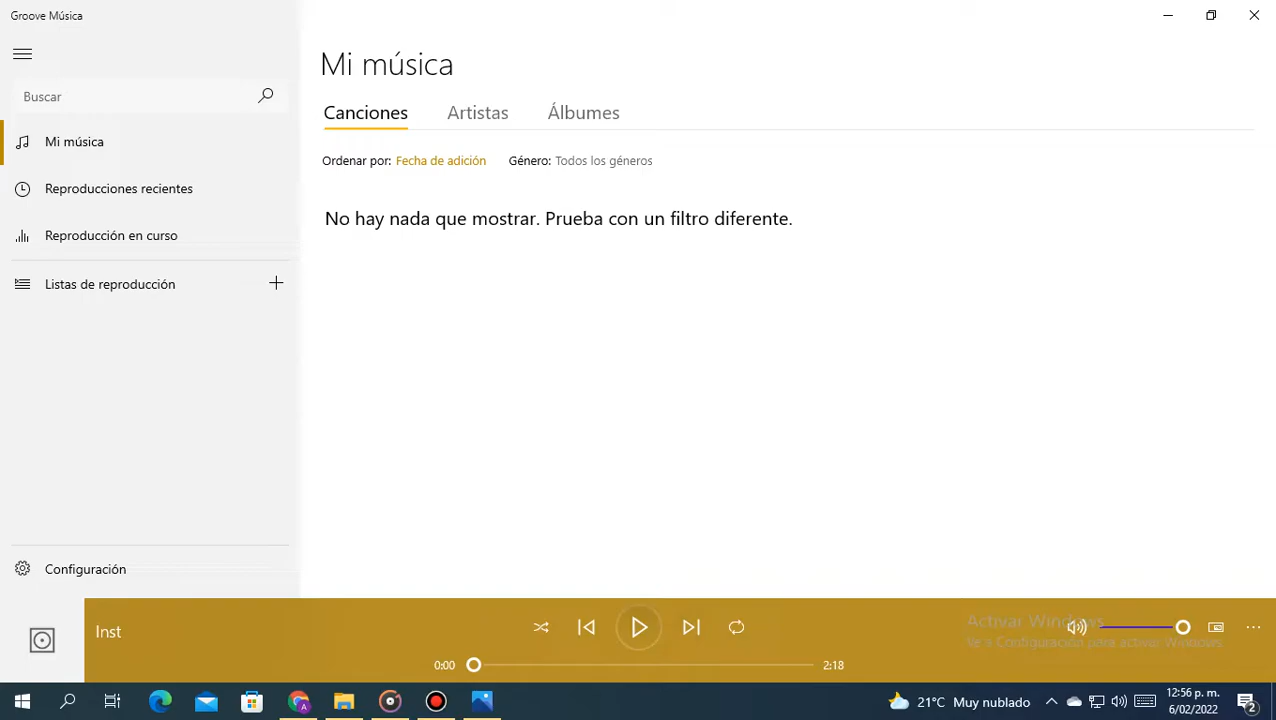 Groove Música
Buscar
Mi música
Reproducciones recientes
Reproducción en curso
Listas de reproducción
Configuración
Mi música
Canciones Artistas Álbumes
Ordenar por: Fecha de adición Género: Todos los géneros
No hay nada que mostrar. Prueba con un filtro diferente.
Inst
0:00 2:18
Activar Windows
Ve a Configuración para activar Windows.
21°C Muy nublado
12:56 p. m.
6/02/2022
2